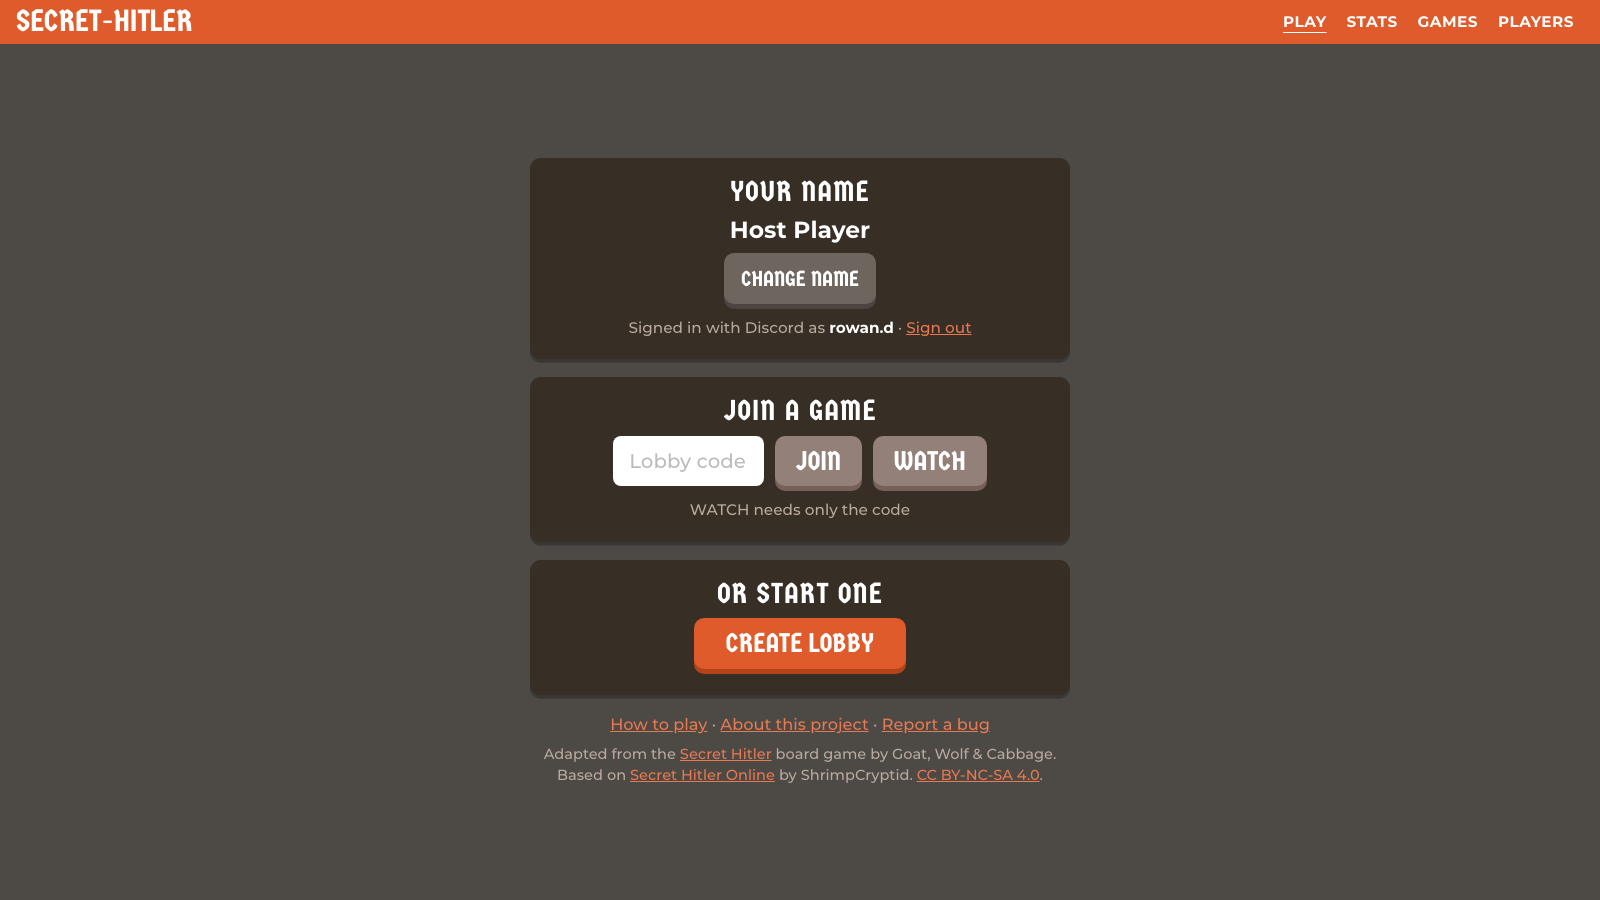 SECRET-HITLER
PLAY STATS GAMES PLAYERS
YOUR NAME
Host Player
CHANGE NAME
Signed in with Discord as rowan.d · Sign out
JOIN A GAME
Lobby code JOIN WATCH
WATCH needs only the code
OR START ONE
CREATE LOBBY
How to play · About this project · Report a bug
Adapted from the Secret Hitler board game by Goat, Wolf & Cabbage.
Based on Secret Hitler Online by ShrimpCryptid. CC BY-NC-SA 4.0.